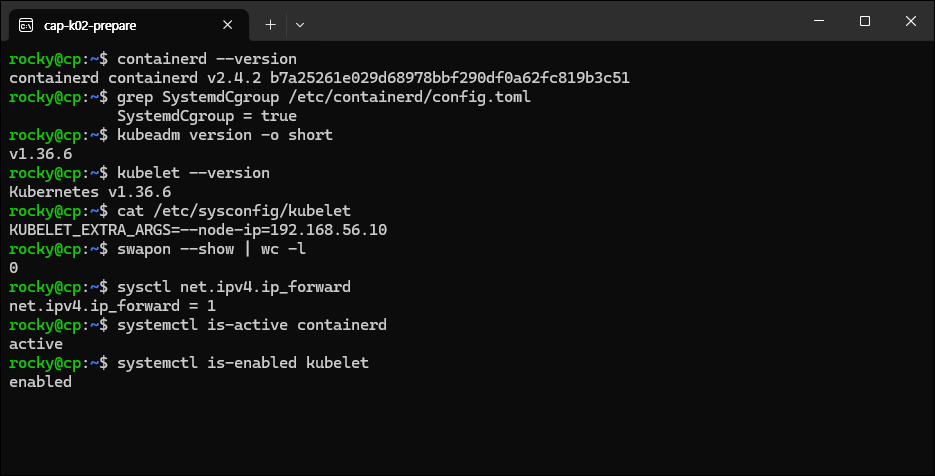 cap-k02-prepare
rocky@cp:~$ containerd --version
containerd containerd v2.4.2 b7a25261e029d68978bbf290df0a62fc819b3c51
rocky@cp:~$ grep SystemdCgroup /etc/containerd/config.toml
            SystemdCgroup = true
rocky@cp:~$ kubeadm version -o short
v1.36.6
rocky@cp:~$ kubelet --version
Kubernetes v1.36.6
rocky@cp:~$ cat /etc/sysconfig/kubelet
KUBELET_EXTRA_ARGS=--node-ip=192.168.56.10
rocky@cp:~$ swapon --show | wc -l
0
rocky@cp:~$ sysctl net.ipv4.ip_forward
net.ipv4.ip_forward = 1
rocky@cp:~$ systemctl is-active containerd
active
rocky@cp:~$ systemctl is-enabled kubelet
enabled